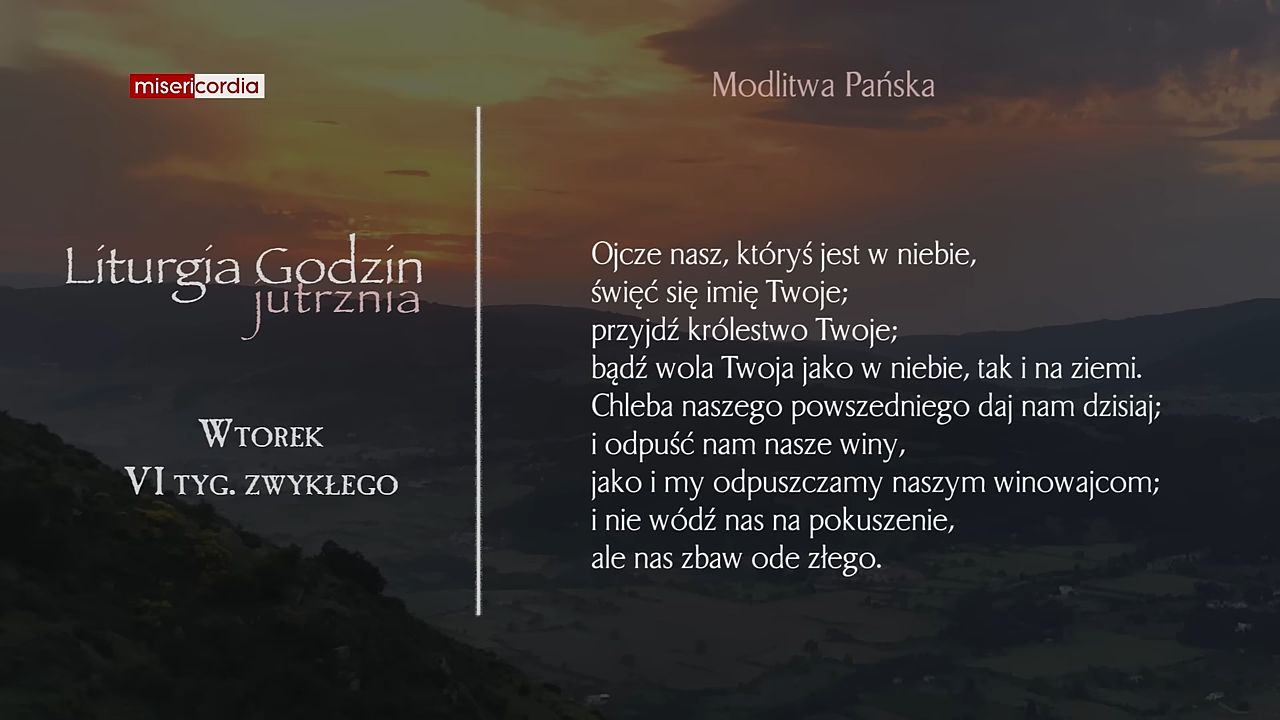 misericordia
Liturgia Godzin
jutrznia
Wtorek
VI tyg. zwykłego
Modlitwa Pańska
Ojcze nasz, któryś jest w niebie,
święć się imię Twoje;
przyjdź królestwo Twoje;
bądź wola Twoja jako w niebie, tak i na ziemi.
Chleba naszego powszedniego daj nam dzisiaj;
i odpuść nam nasze winy,
jako i my odpuszczamy naszym winowajcom;
i nie wódź nas na pokuszenie,
ale nas zbaw ode złego.